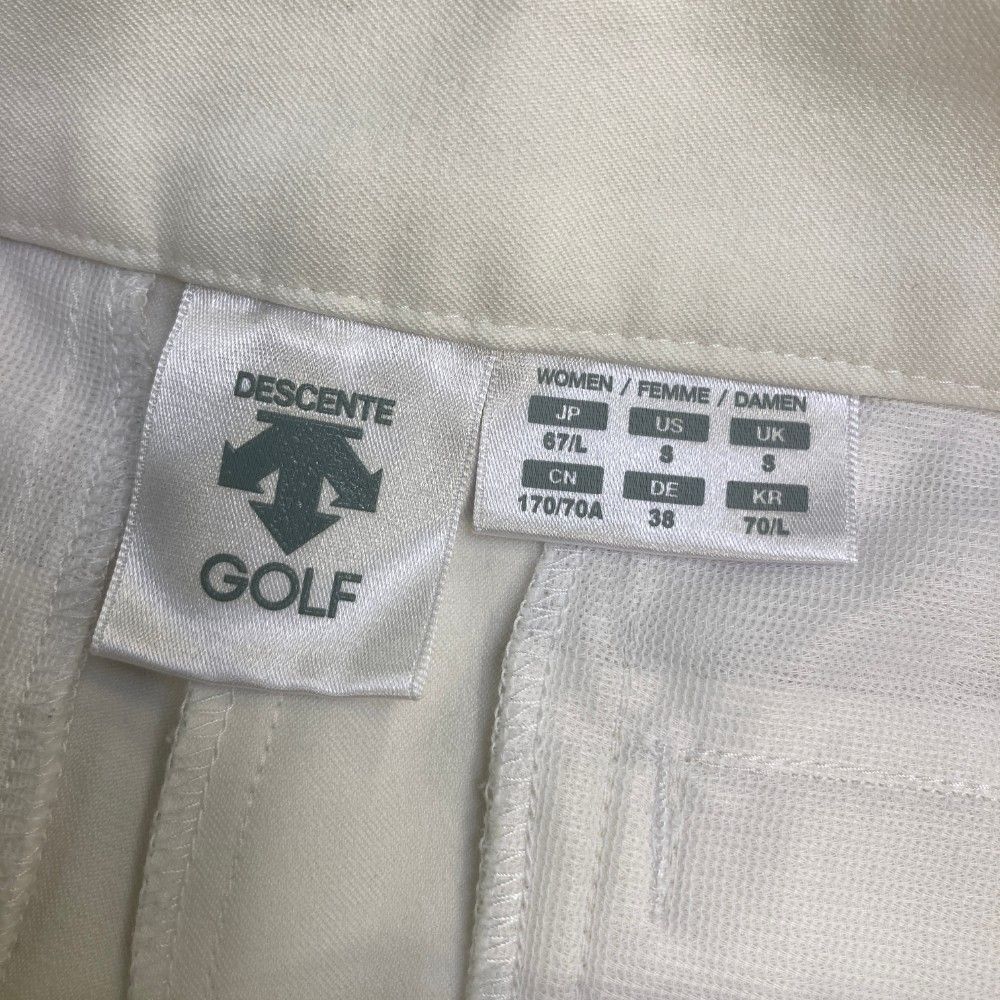 DESCENTE
GOLF
WOMEN / FEMME / DAMEN
JP US UK
67/L S S
CN DE KR
170/70A 38 70/L